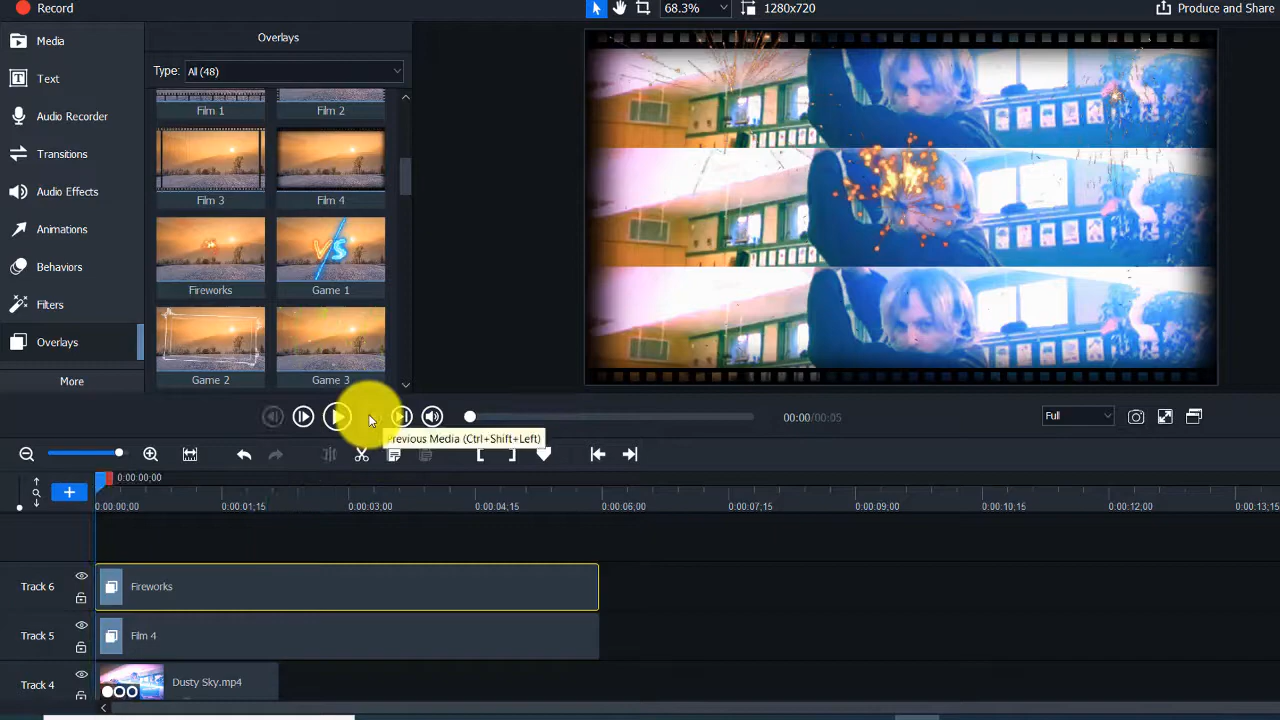 Record
68.3%
1280x720
Produce and Share
Media
Text
Audio Recorder
Transitions
Audio Effects
Animations
Behaviors
Filters
Overlays
More
Overlays
Type:
All (48)
Film 1
Film 2
Film 3
Film 4
VS
Fireworks
Game 1
Game 2
Game 3
00:00/00:05
Full
Previous Media (Ctrl+Shift+Left)
0:00:00;00
0:00:00;00
0:00:01;15
0:00:03;00
0:00:04;15
0:00:06;00
0:00:07;15
0:00:09;00
0:00:10;15
0:00:12;00
0:00:13;15
Track 6
Fireworks
Track 5
Film 4
Track 4
Dusty Sky.mp4